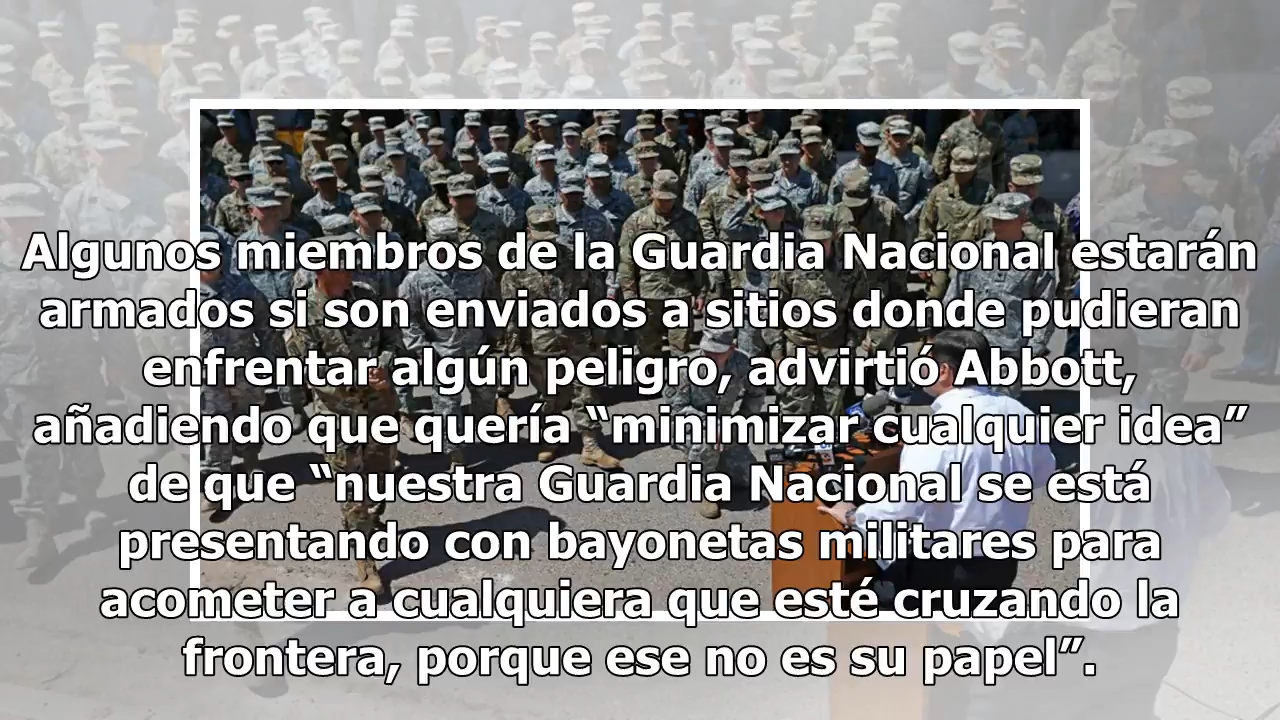 Algunos miembros de la Guardia Nacional estarán
armados si son enviados a sitios donde pudieran
enfrentar algún peligro, advirtió Abbott,
añadiendo que quería “minimizar cualquier idea”
de que “nuestra Guardia Nacional se está
presentando con bayonetas militares para
acometer a cualquiera que esté cruzando la
frontera, porque ese no es su papel”.